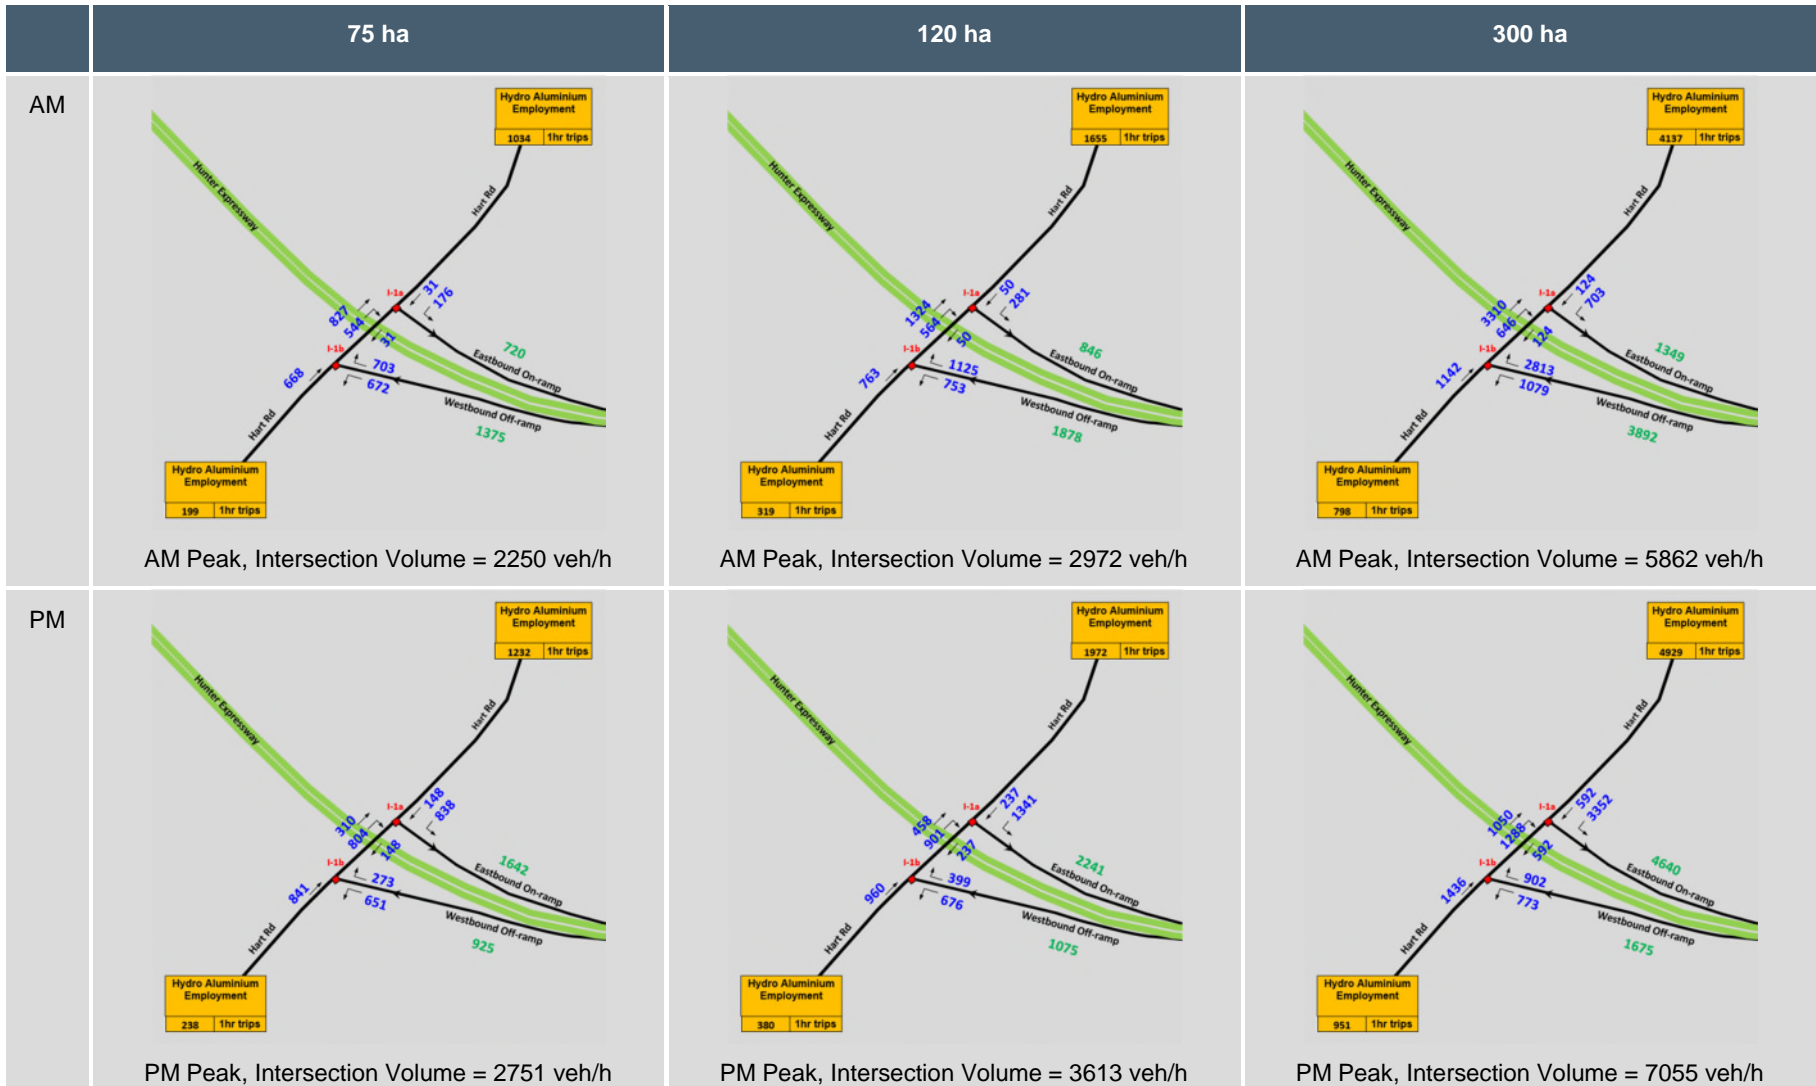 75 ha
120 ha
300 ha
AM
Hydro Aluminium
Employment
1034 1hr trips
Hunter Expressway
Hart Rd
I-1a
31
176
827
544
31
720
Eastbound On-ramp
I-1b
703
672
668
Westbound Off-ramp
1375
Hart Rd
Hydro Aluminium
Employment
199 1hr trips
AM Peak, Intersection Volume = 2250 veh/h
Hydro Aluminium
Employment
1655 1hr trips
Hunter Expressway
Hart Rd
I-1a
50
281
1324
564
50
846
Eastbound On-ramp
I-1b
1125
753
763
Westbound Off-ramp
1878
Hart Rd
Hydro Aluminium
Employment
319 1hr trips
AM Peak, Intersection Volume = 2972 veh/h
Hydro Aluminium
Employment
4137 1hr trips
Hunter Expressway
Hart Rd
I-1a
124
703
3310
646
124
1349
Eastbound On-ramp
I-1b
2813
1079
1142
Westbound Off-ramp
3892
Hart Rd
Hydro Aluminium
Employment
798 1hr trips
AM Peak, Intersection Volume = 5862 veh/h
PM
Hydro Aluminium
Employment
1232 1hr trips
Hunter Expressway
Hart Rd
I-1a
148
838
310
804
148
1642
Eastbound On-ramp
I-1b
273
651
841
Westbound Off-ramp
925
Hart Rd
Hydro Aluminium
Employment
238 1hr trips
PM Peak, Intersection Volume = 2751 veh/h
Hydro Aluminium
Employment
1972 1hr trips
Hunter Expressway
Hart Rd
I-1a
237
1341
458
901
237
2241
Eastbound On-ramp
I-1b
399
676
960
Westbound Off-ramp
1075
Hart Rd
Hydro Aluminium
Employment
380 1hr trips
PM Peak, Intersection Volume = 3613 veh/h
Hydro Aluminium
Employment
4929 1hr trips
Hunter Expressway
Hart Rd
I-1a
592
3352
1050
1288
592
4640
Eastbound On-ramp
I-1b
902
773
1436
Westbound Off-ramp
1675
Hart Rd
Hydro Aluminium
Employment
951 1hr trips
PM Peak, Intersection Volume = 7055 veh/h